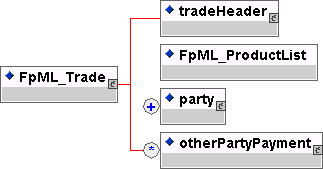 tradeHeader
FpML_Trade
FpML_ProductList
+ party
* otherPartyPayment